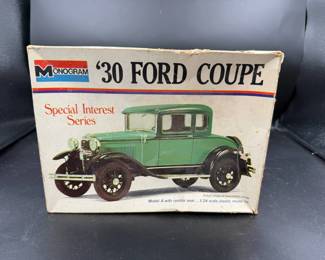 MONOGRAM
'30 FORD COUPE
Special Interest
Series
Model A with rumble seat... 1/24 scale plastic model kit